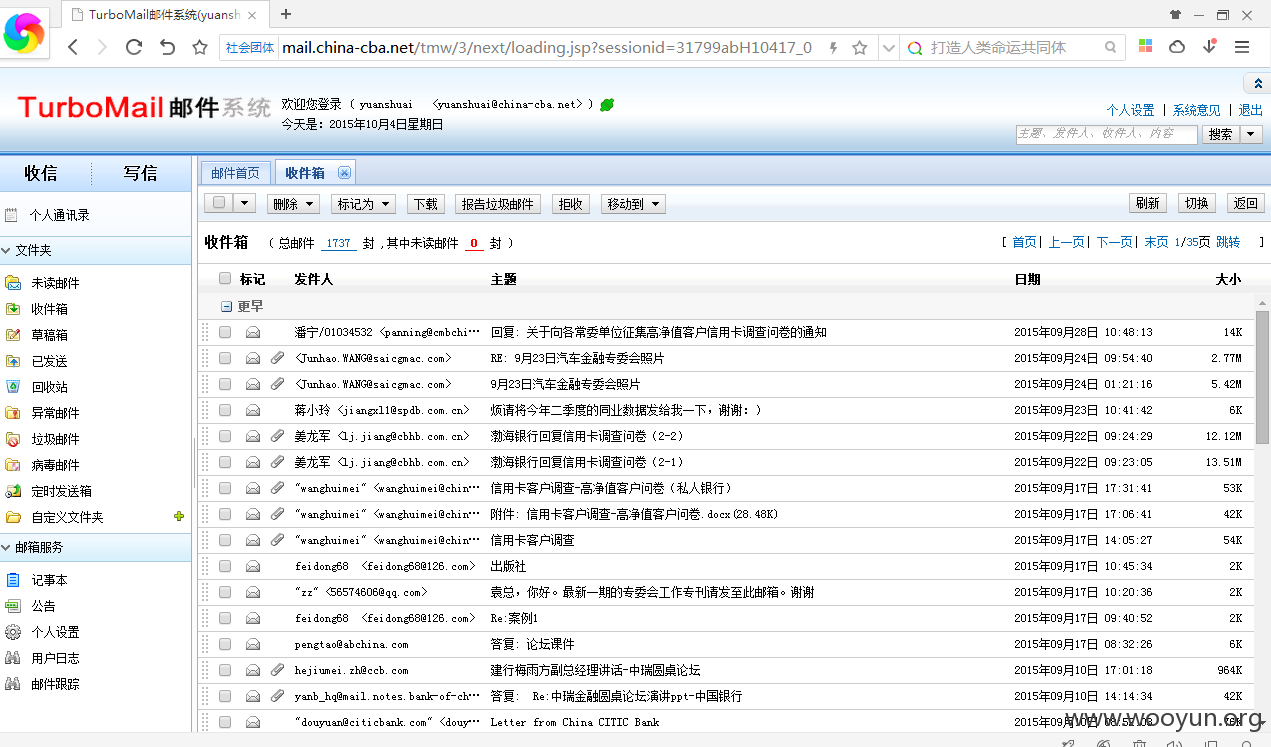 TurboMail邮件系统(yuansh
社会团体 mail.china-cba.net/tmw/3/next/loading.jsp?sessionid=31799abH10417_0 打造人类命运共同体
TurboMail 邮件系统 欢迎您登录 ( yuanshuai <yuanshuai@china-cba.net> )
今天是: 2015年10月4日星期日
个人设置 | 系统意见 | 退出
主题、发件人、收件人、内容 搜索
收信 写信
个人通讯录
文件夹
未读邮件
收件箱
草稿箱
已发送
回收站
异常邮件
垃圾邮件
病毒邮件
定时发送箱
自定义文件夹
邮箱服务
记事本
公告
个人设置
用户日志
邮件跟踪
邮件首页 收件箱
删除 标记为 下载 报告垃圾邮件 拒收 移动到 刷新 切换 返回
收件箱 ( 总邮件 1737 封 ,其中未读邮件 0 封 ) [ 首页| 上一页| 下一页| 末页 1/35页 跳转 ]
标记 发件人 主题 日期 大小
更早
潘宁/01034532 <panning@cmbchi··· 回复: 关于向各常委单位征集高净值客户信用卡调查问卷的通知 2015年09月28日 10:48:13 14K
<Junhao.WANG@saicgmac.com> RE: 9月23日汽车金融专委会照片 2015年09月24日 09:54:40 2.77M
<Junhao.WANG@saicgmac.com> 9月23日汽车金融专委会照片 2015年09月24日 01:21:16 5.42M
蒋小玲 <jiangxl1@spdb.com.cn> 烦请将今年二季度的同业数据发给我一下，谢谢：) 2015年09月23日 10:41:42 6K
姜龙军 <lj.jiang@cbhb.com.cn> 渤海银行回复信用卡调查问卷（2-2） 2015年09月22日 09:24:29 12.12M
姜龙军 <lj.jiang@cbhb.com.cn> 渤海银行回复信用卡调查问卷（2-1） 2015年09月22日 09:23:05 13.51M
"wanghuimei" <wanghuimei@chin··· 信用卡客户调查-高净值客户问卷（私人银行） 2015年09月17日 17:31:41 53K
"wanghuimei" <wanghuimei@chin··· 附件: 信用卡客户调查-高净值客户问卷.docx(28.48K) 2015年09月17日 17:06:41 42K
"wanghuimei" <wanghuimei@chin··· 信用卡客户调查 2015年09月17日 14:05:27 54K
feidong68 <feidong68@126.com> 出版社 2015年09月17日 10:45:34 2K
"zz" <56574606@qq.com> 袁总，你好。最新一期的专委会工作专刊请发至此邮箱。谢谢 2015年09月17日 10:20:36 2K
feidong68 <feidong68@126.com> Re:案例1 2015年09月17日 09:40:52 2K
pengtao@abchina.com 答复: 论坛课件 2015年09月17日 08:32:26 6K
hejiumei.zh@ccb.com 建行梅雨方副总经理讲话-中瑞圆桌论坛 2015年09月10日 17:01:18 964K
yanb_hq@mail.notes.bank-of-ch··· 答复: Re:中瑞金融圆桌论坛演讲ppt-中国银行 2015年09月10日 14:14:34 42K
"douyuan@citicbank.com" <douy··· Letter from China CITIC Bank 2015年09月10日
www.wooyun.org